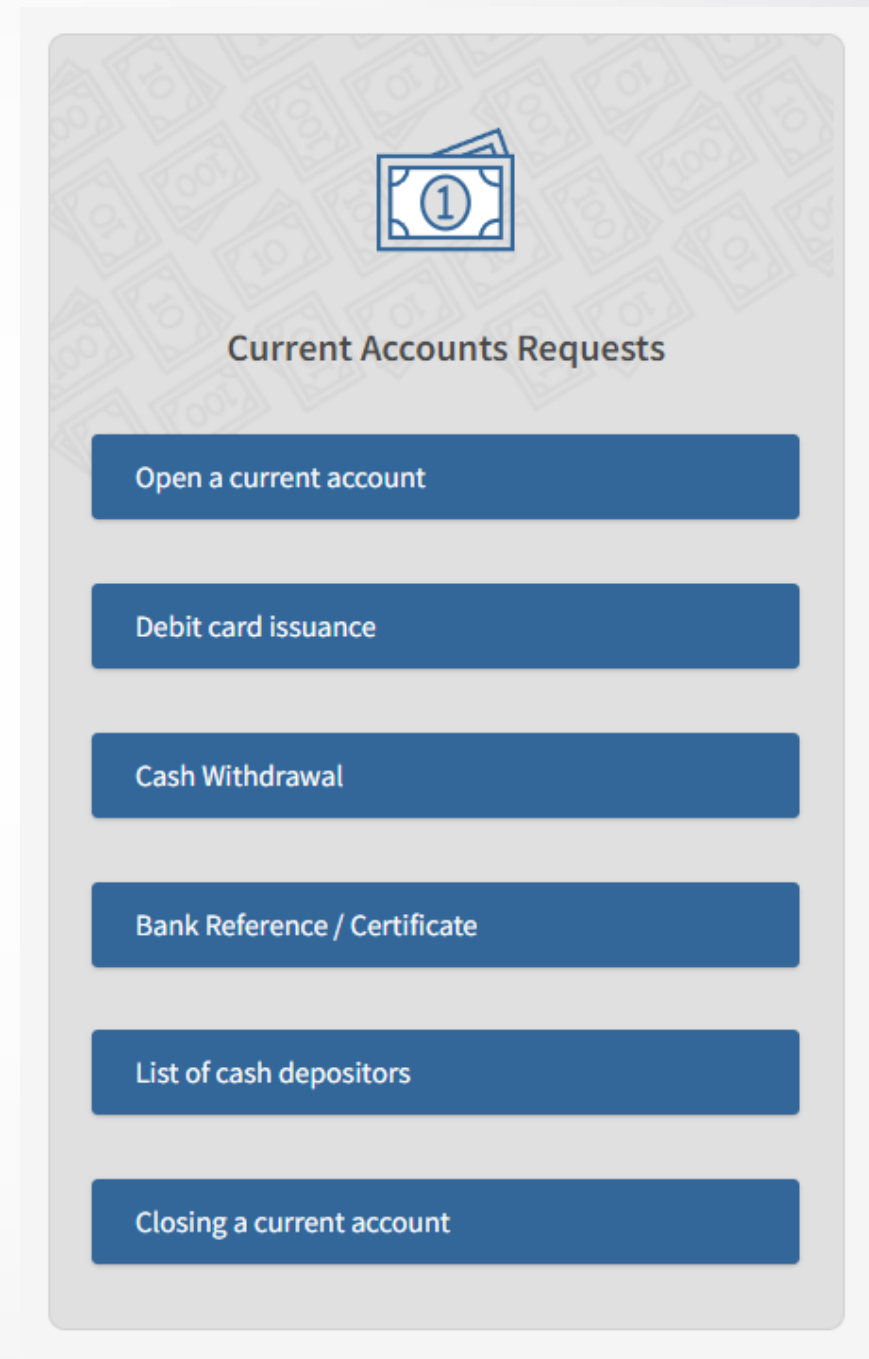 1
Current Accounts Requests
Open a current account
Debit card issuance
Cash Withdrawal
Bank Reference / Certificate
List of cash depositors
Closing a current account